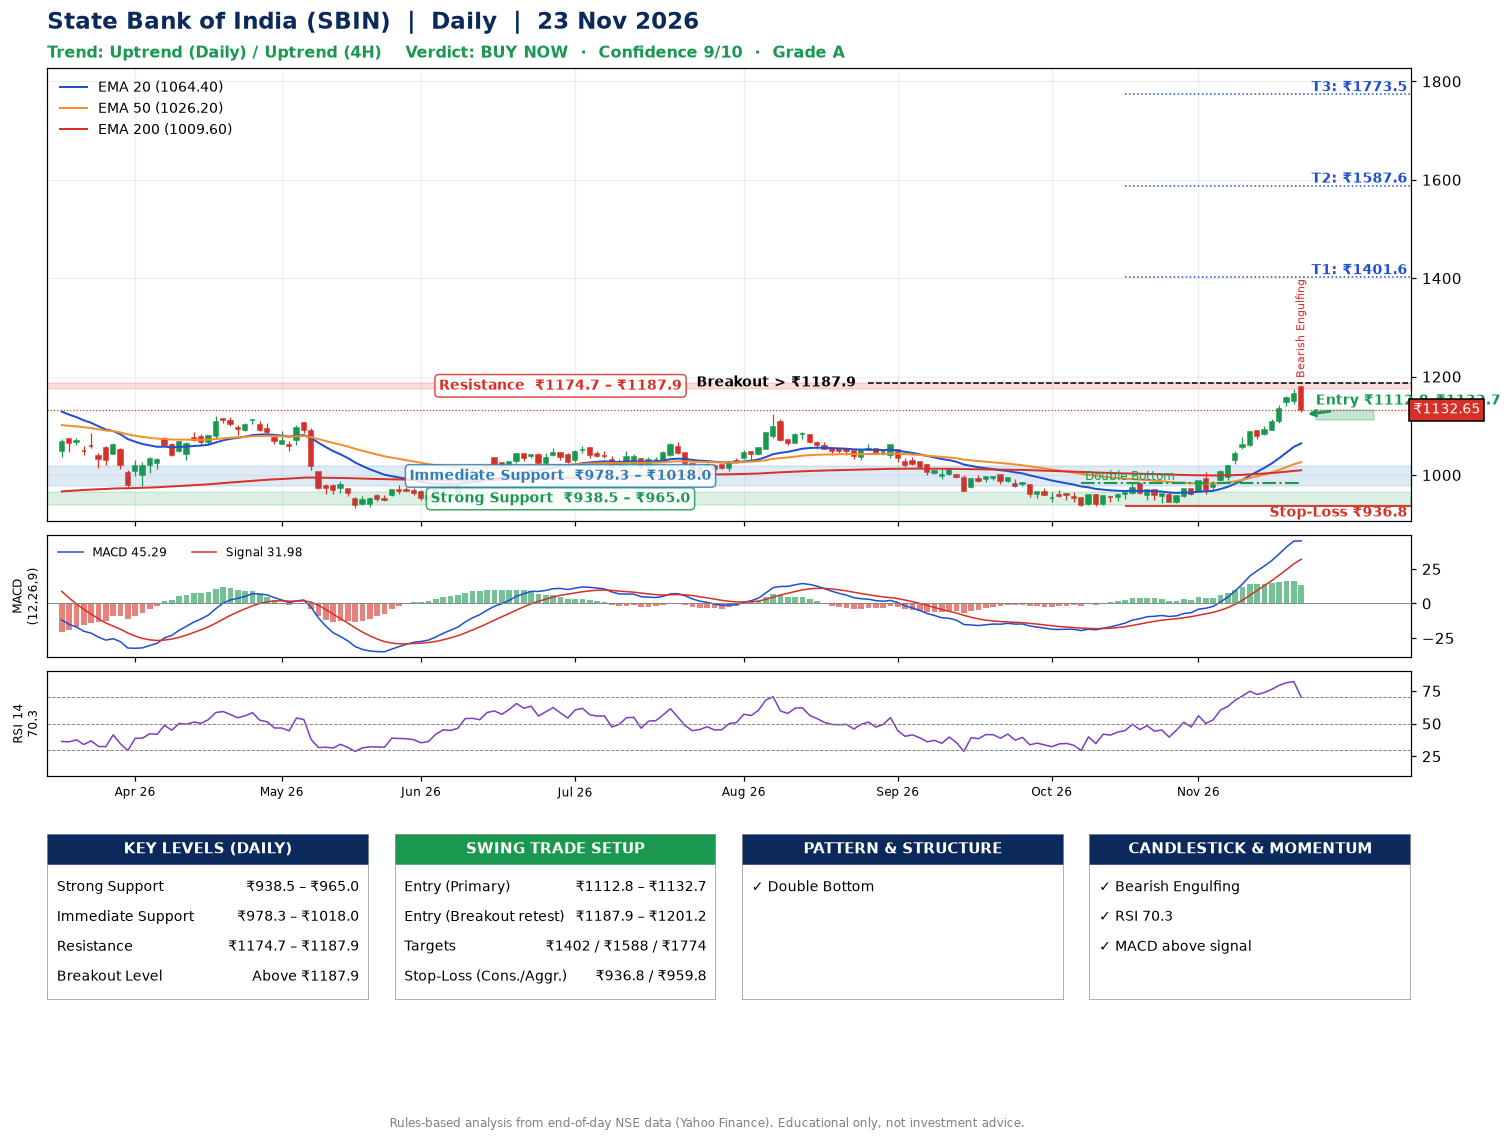 State Bank of India (SBIN)  |  Daily  |  23 Nov 2026
Trend: Uptrend (Daily) / Uptrend (4H)    Verdict: BUY NOW  ·  Confidence 9/10  ·  Grade A
EMA 20 (1064.40)
EMA 50 (1026.20)
EMA 200 (1009.60)
T3: ₹1773.5
T2: ₹1587.6
T1: ₹1401.6
Bearish Engulfing
Resistance  ₹1174.7 – ₹1187.9
Breakout > ₹1187.9
Entry ₹1112.8–₹1132.7
₹1132.65
Immediate Support  ₹978.3 – ₹1018.0
Double Bottom
Strong Support  ₹938.5 – ₹965.0
Stop-Loss ₹936.8
1800
1600
1400
1200
1000
MACD 45.29
Signal 31.98
MACD
(12,26,9)
25
0
−25
RSI 14
70.3
75
50
25
Apr 26
May 26
Jun 26
Jul 26
Aug 26
Sep 26
Oct 26
Nov 26
KEY LEVELS (DAILY)
Strong Support ₹938.5 – ₹965.0
Immediate Support ₹978.3 – ₹1018.0
Resistance ₹1174.7 – ₹1187.9
Breakout Level Above ₹1187.9
SWING TRADE SETUP
Entry (Primary) ₹1112.8 – ₹1132.7
Entry (Breakout retest) ₹1187.9 – ₹1201.2
Targets ₹1402 / ₹1588 / ₹1774
Stop-Loss (Cons./Aggr.) ₹936.8 / ₹959.8
PATTERN & STRUCTURE
✓ Double Bottom
CANDLESTICK & MOMENTUM
✓ Bearish Engulfing
✓ RSI 70.3
✓ MACD above signal
Rules-based analysis from end-of-day NSE data (Yahoo Finance). Educational only, not investment advice.